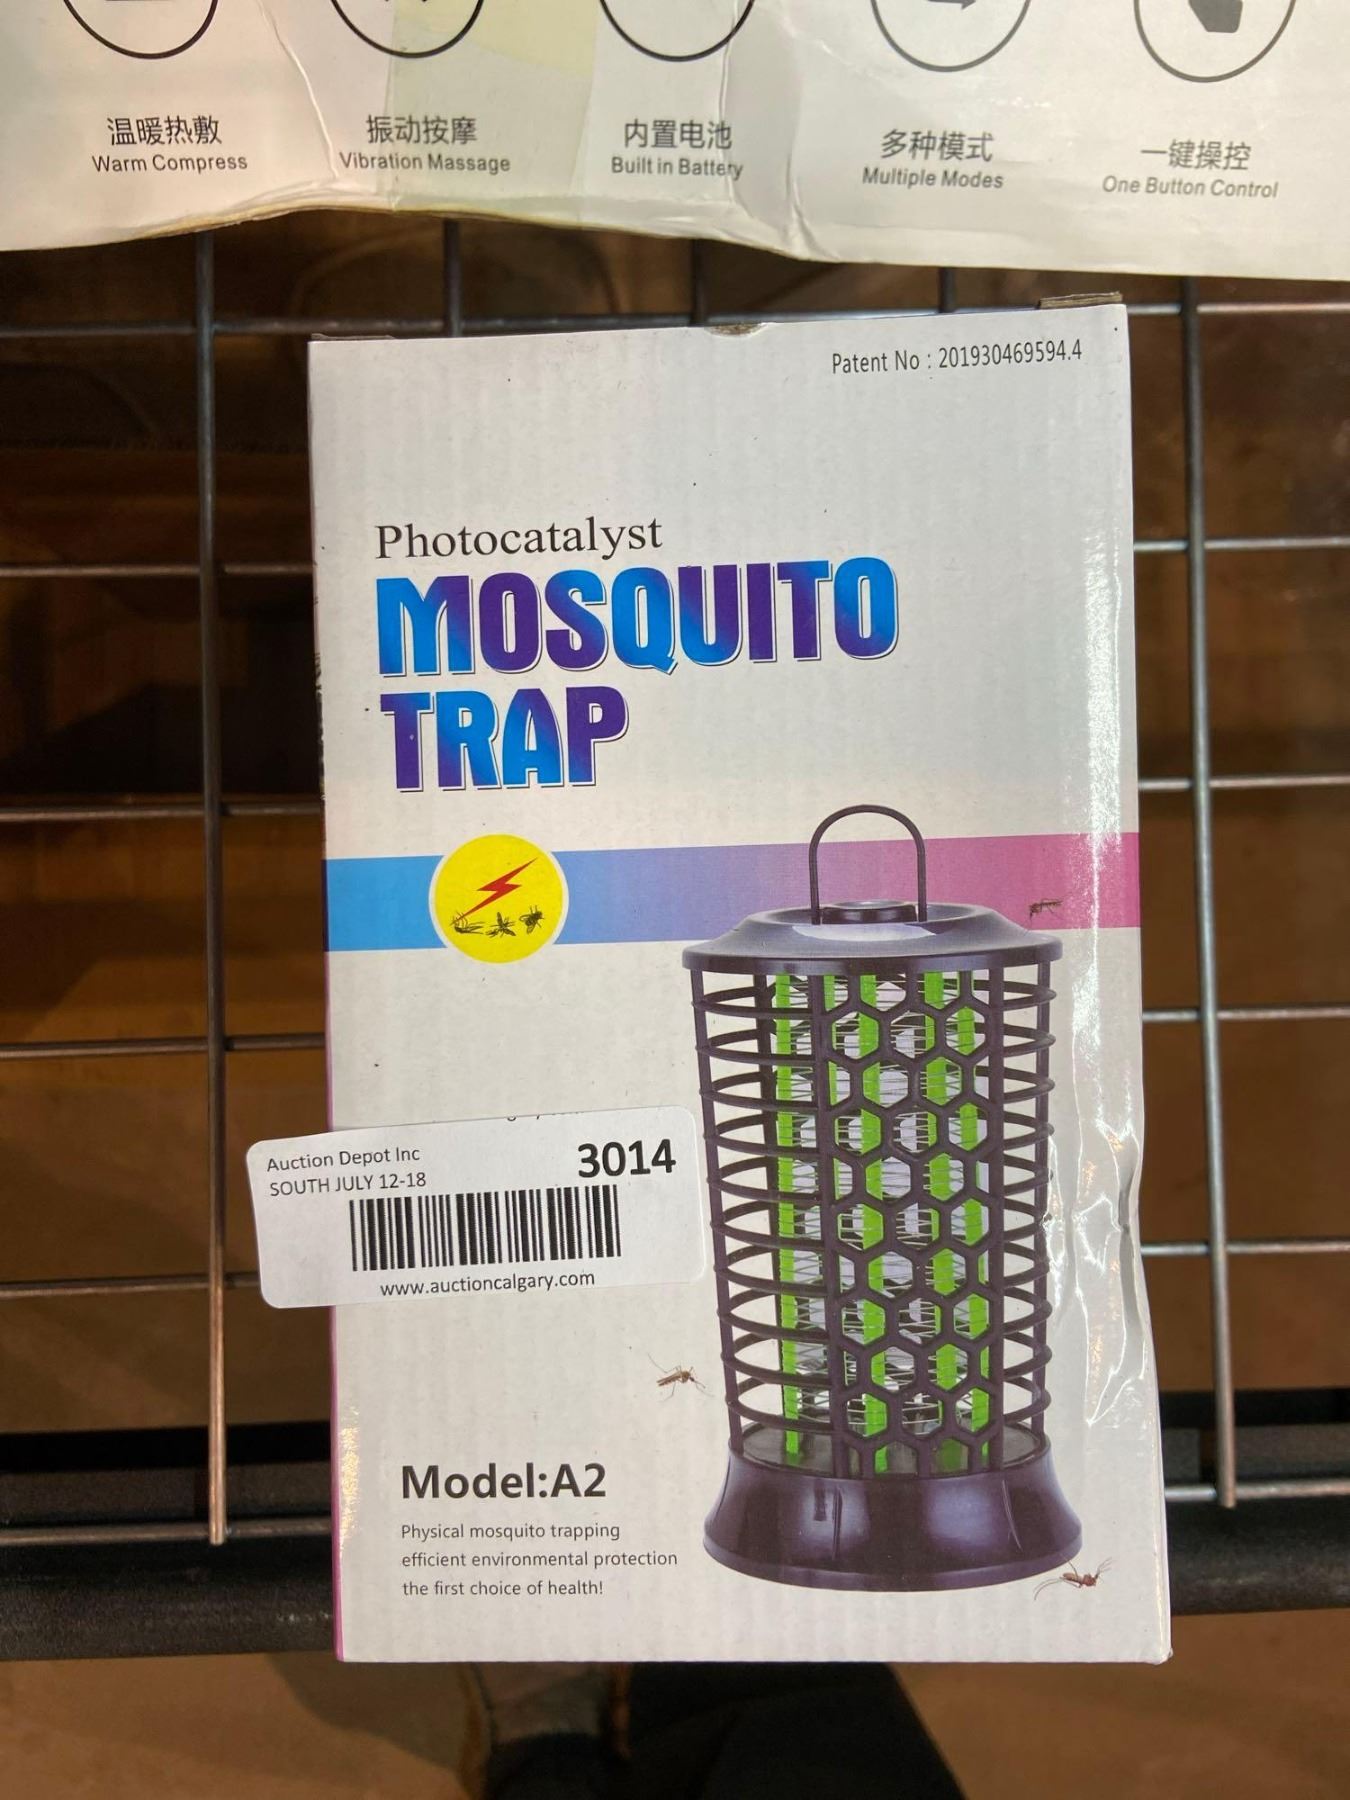 温暖热敷
Warm Compress
振动按摩
Vibration Massage
内置电池
Built in Battery
多种模式
Multiple Modes
一键操控
One Button Control
Patent No : 201930469594.4
Photocatalyst
MOSQUITO
TRAP
Auction Depot Inc
3014
SOUTH JULY 12-18
www.auctioncalgary.com
Model:A2
Physical mosquito trapping
efficient environmental protection
the first choice of health!